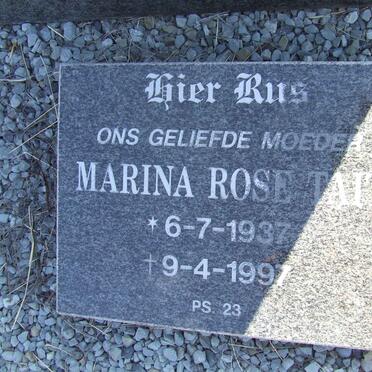 Hier Rus
ONS GELIEFDE MOEDER
MARINA ROSE
*6-7-1937
†9-4-1997
PS. 23